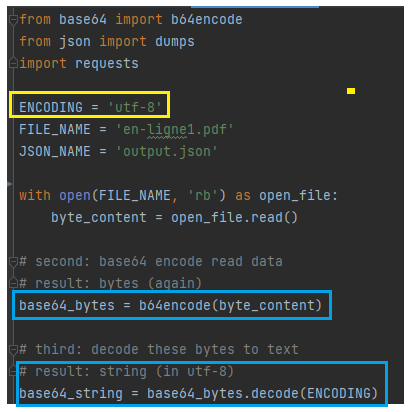 from base64 import b64encode
from json import dumps
import requests
ENCODING = 'utf-8'
FILE_NAME = 'en-ligne1.pdf'
JSON_NAME = 'output.json'
with open(FILE_NAME, 'rb') as open_file:
    byte_content = open_file.read()
# second: base64 encode read data
# result: bytes (again)
base64_bytes = b64encode(byte_content)
# third: decode these bytes to text
# result: string (in utf-8)
base64_string = base64_bytes.decode(ENCODING)